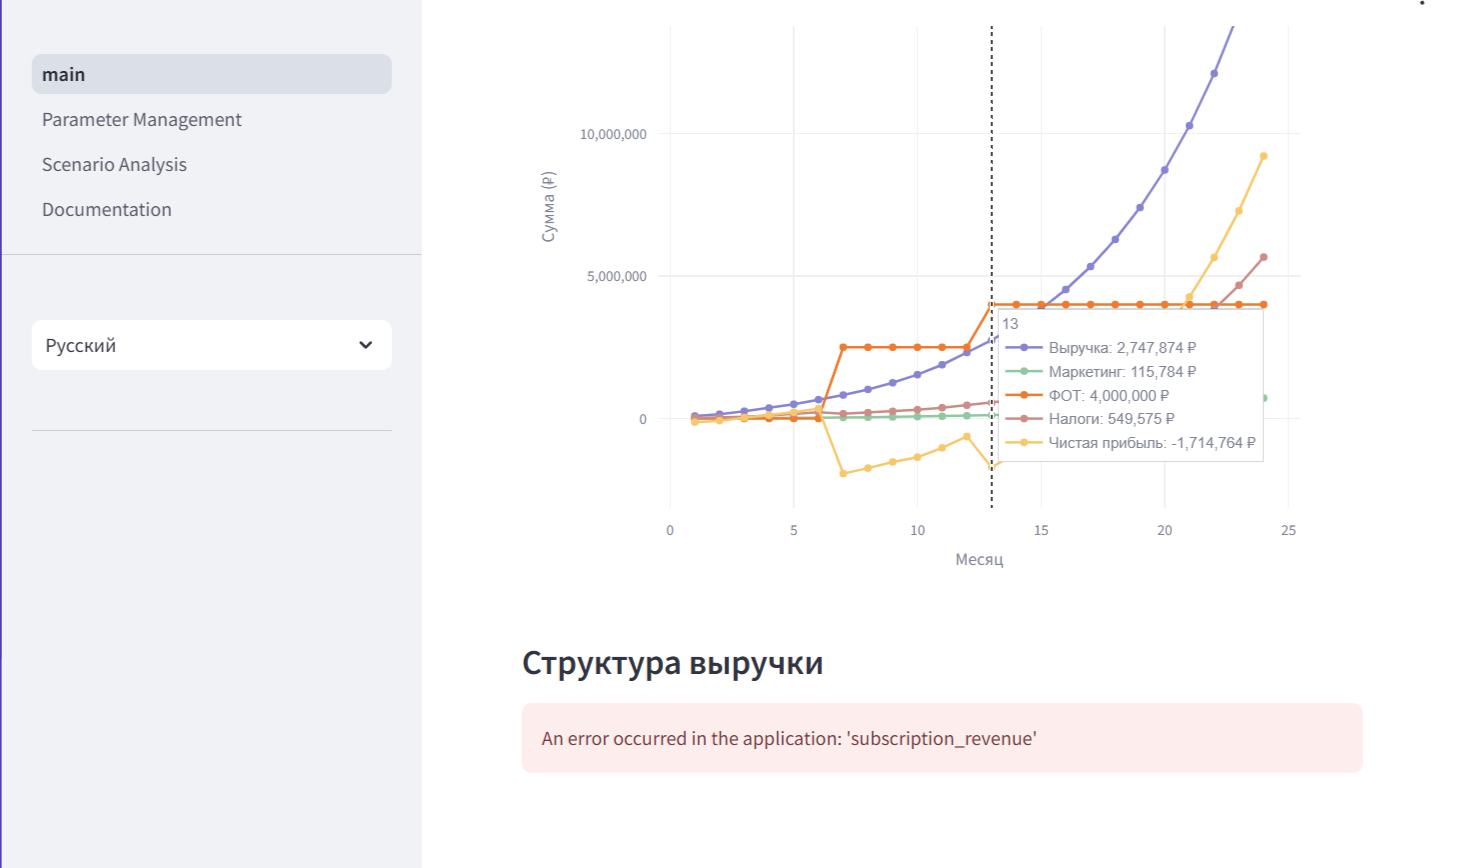 main
Parameter Management
Scenario Analysis
Documentation
Русский
10,000,000
5,000,000
0
Сумма (₽)
13
Выручка: 2,747,874 ₽
Маркетинг: 115,784 ₽
ФОТ: 4,000,000 ₽
Налоги: 549,575 ₽
Чистая прибыль: -1,714,764 ₽
0 5 10 15 20 25
Месяц
Структура выручки
An error occurred in the application: 'subscription_revenue'